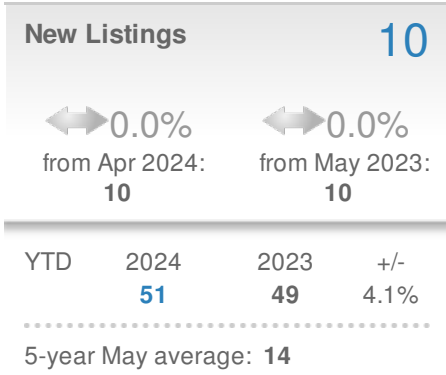 New Listings 10
0.0% 0.0%
from Apr 2024: from May 2023:
10 10
YTD 2024 2023 +/-
51 49 4.1%
5-year May average: 14